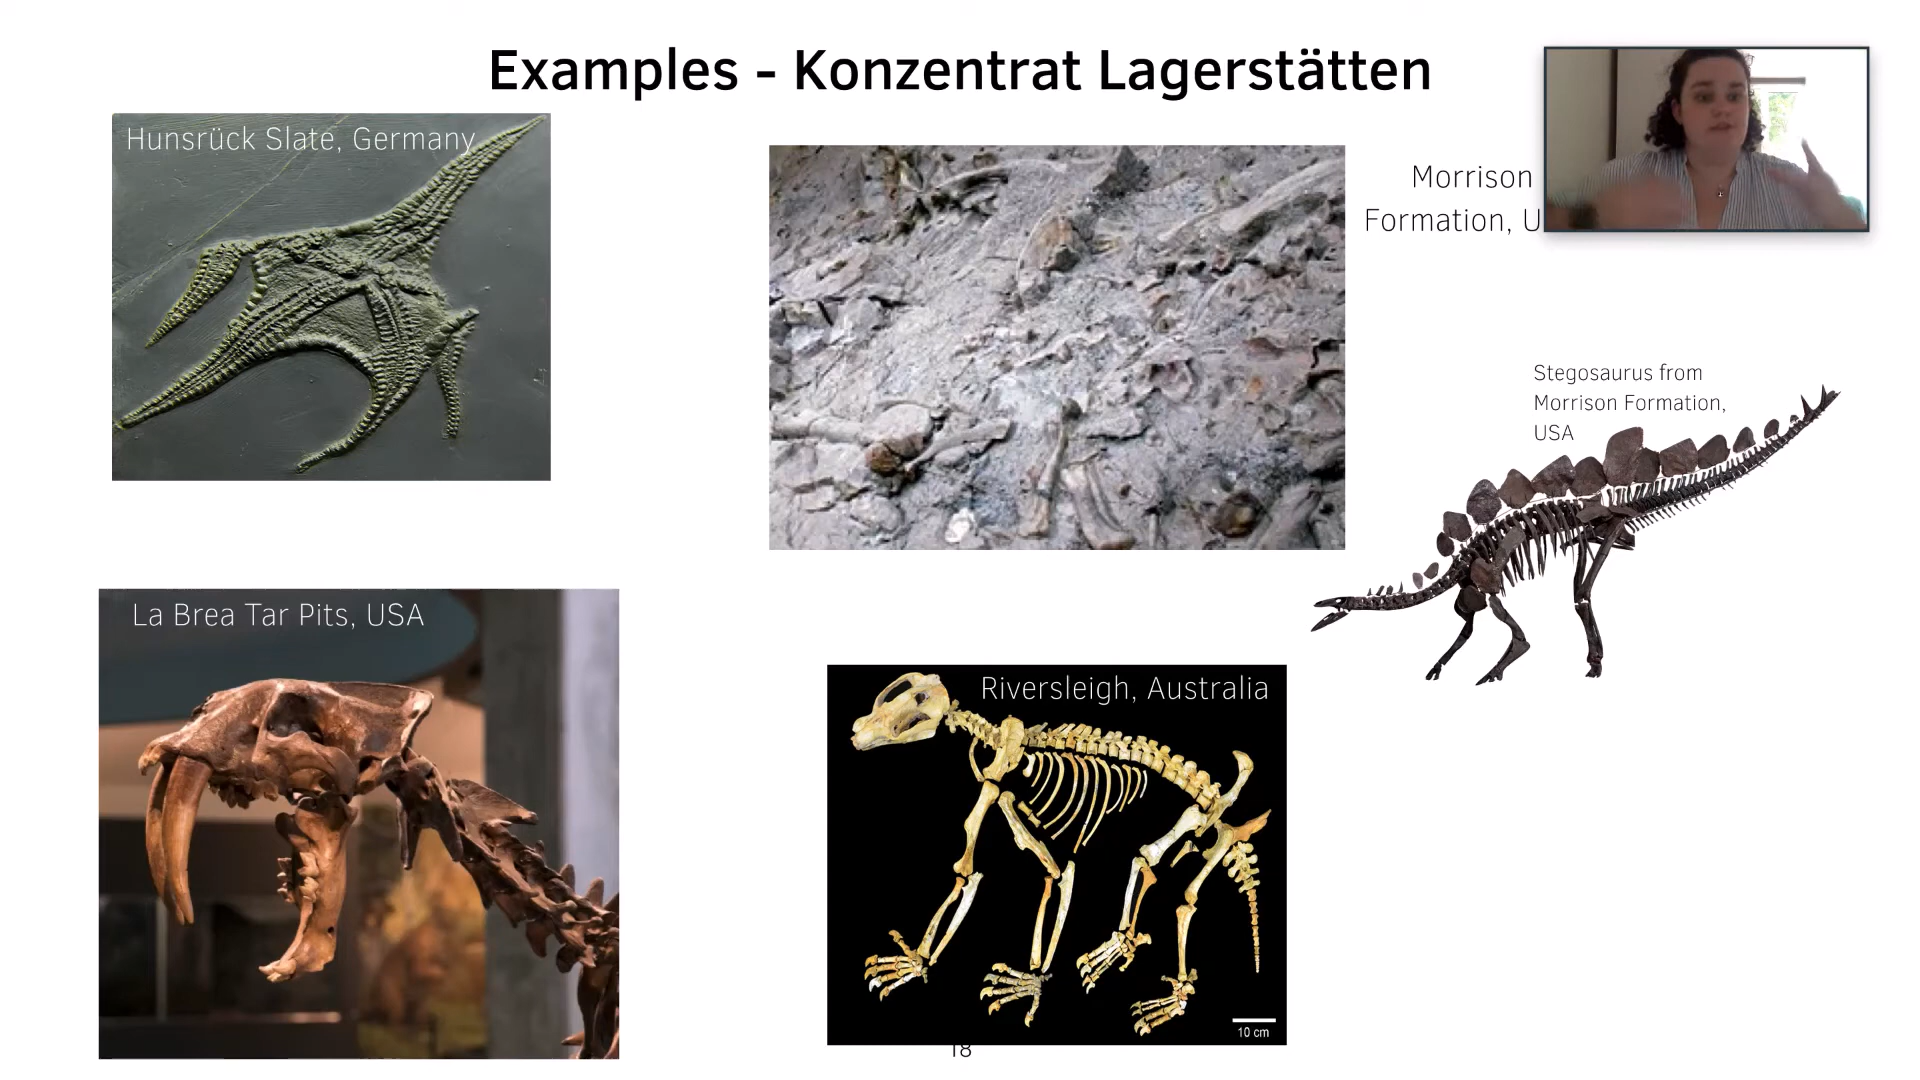 Examples - Konzentrat Lagerstätten
Hunsrück Slate, Germany
Morrison
Formation, U
Stegosaurus from
Morrison Formation,
USA
La Brea Tar Pits, USA
Riversleigh, Australia
10 cm
18